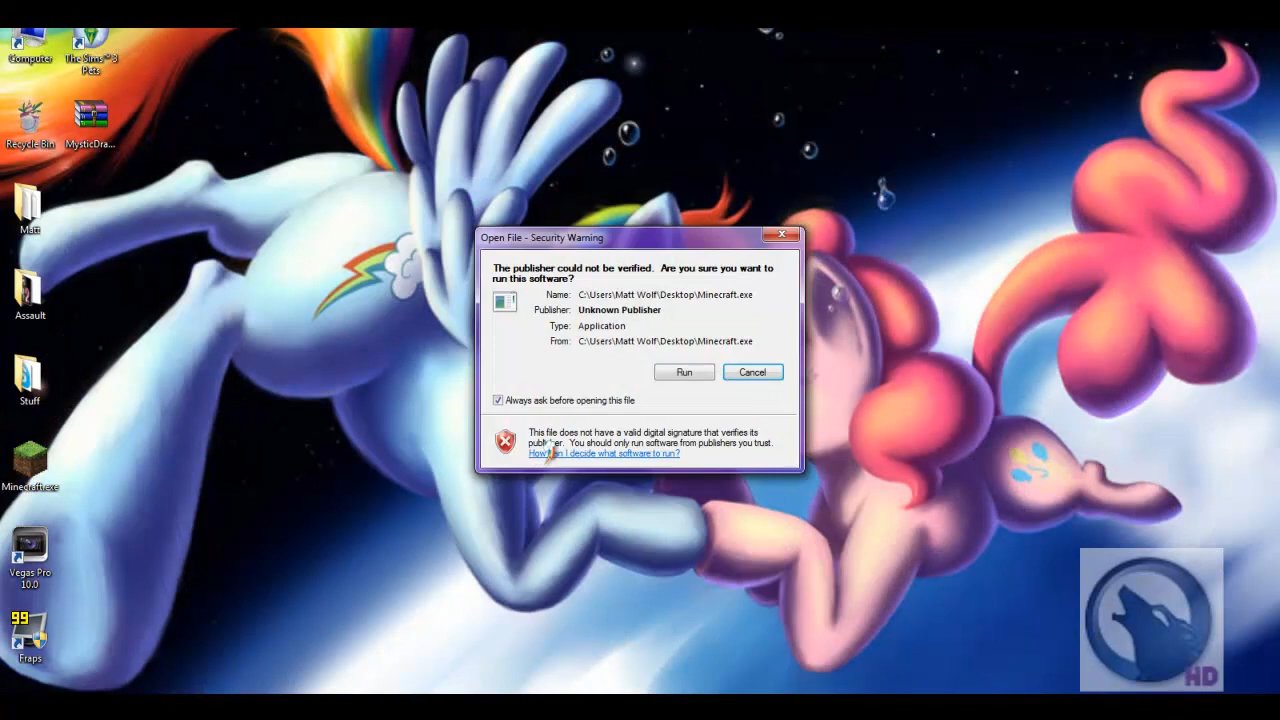 Computer
The Sims™ 3
Pets
Recycle Bin
MysticDra...
Matt
Assault
Stuff
Minecraft.exe
Vegas Pro
10.0
99
Fraps
Open File - Security Warning
The publisher could not be verified.  Are you sure you want to
run this software?
Name: C:\Users\Matt Wolf\Desktop\Minecraft.exe
Publisher: Unknown Publisher
Type: Application
From: C:\Users\Matt Wolf\Desktop\Minecraft.exe
Run
Cancel
Always ask before opening this file
This file does not have a valid digital signature that verifies its
publisher.  You should only run software from publishers you trust.
How can I decide what software to run?
HD